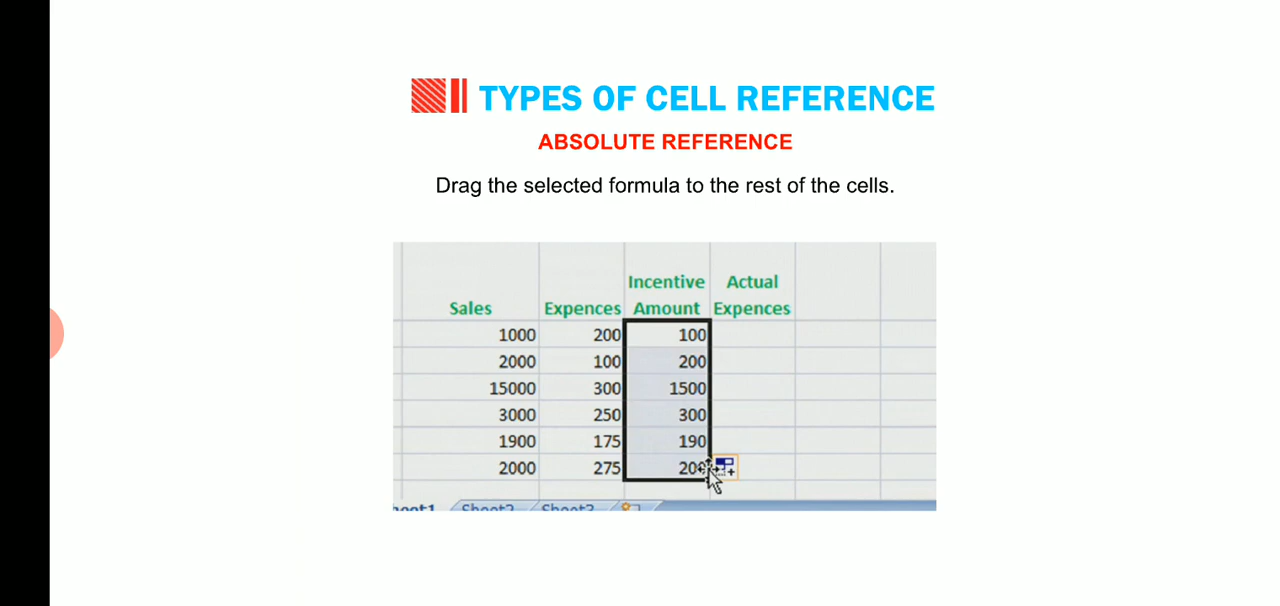 TYPES OF CELL REFERENCE
ABSOLUTE REFERENCE
Drag the selected formula to the rest of the cells.
Incentive Actual
Sales Expences Amount Expences
1000 200 100
2000 100 200
15000 300 1500
3000 250 300
1900 175 190
2000 275